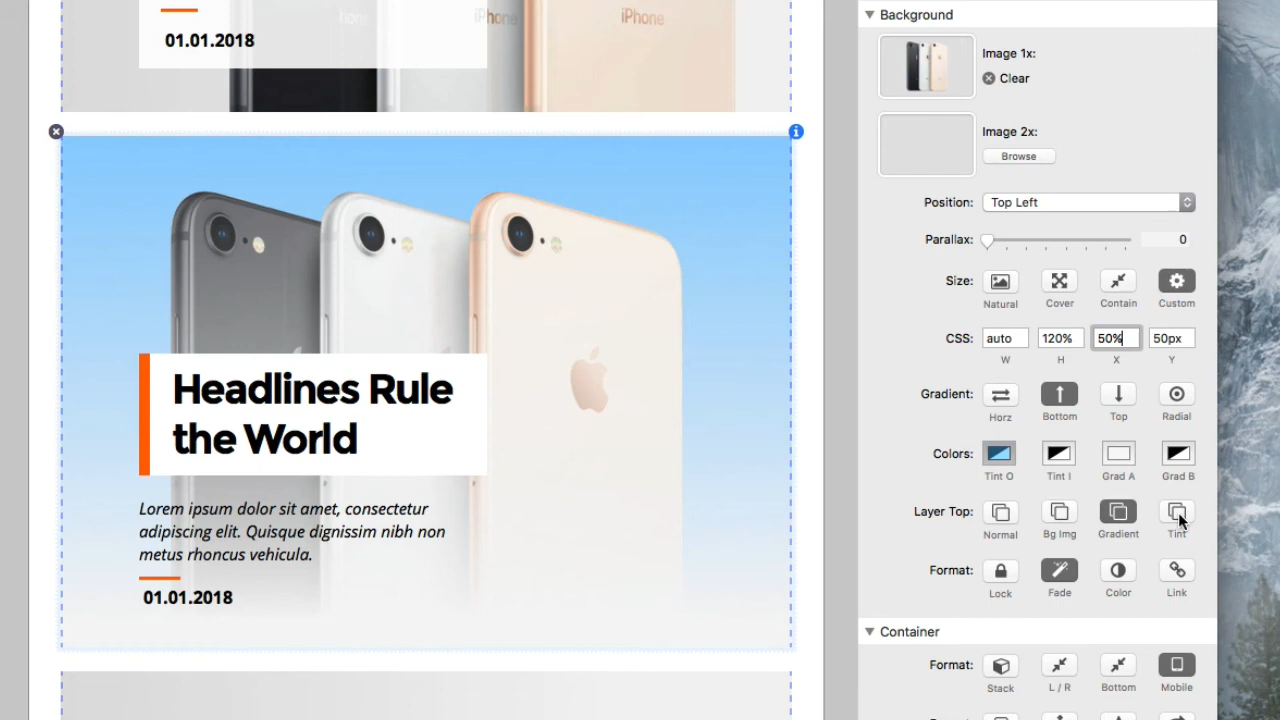 iPhone
iPhone
01.01.2018
Headlines Rule
the World
Lorem ipsum dolor sit amet, consectetur
adipiscing elit. Quisque dignissim nibh non
metus rhoncus vehicula.
01.01.2018
Background
Image 1x:
Clear
Image 2x:
Browse
Position: Top Left
Parallax: 0
Size:
Natural Cover Contain Custom
CSS: auto 120% 50% 50px
W H X Y
Gradient:
Horz Bottom Top Radial
Colors:
Tint O Tint I Grad A Grad B
Layer Top:
Normal Bg Img Gradient Tint
Format:
Lock Fade Color Link
Container
Format:
Stack L / R Bottom Mobile